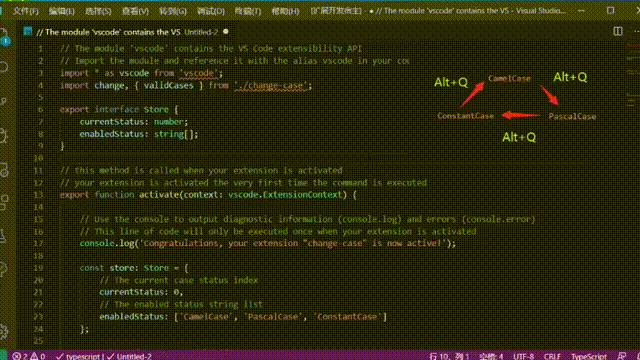 文件(F) 编辑(E) 选择(S) 查看(V) 转到(G) 调试(D) 终端(T) 帮助(H) [扩展开发宿主] • // The module 'vscode' contains the VS - Visual Studio...
// The module 'vscode' contains the VS Untitled-2
1 // The module 'vscode' contains the VS Code extensibility API
2 // Import the module and reference it with the alias vscode in your co
3 import * as vscode from 'vscode';
4 import change, { validCases } from './change-case';
5
6 export interface Store {
7 currentStatus: number;
8 enabledStatus: string[];
9 }
10
11 // this method is called when your extension is activated
12 // your extension is activated the very first time the command is executed
13 export function activate(context: vscode.ExtensionContext) {
14
15 // Use the console to output diagnostic information (console.log) and errors (console.error)
16 // This line of code will only be executed once when your extension is activated
17 console.log('Congratulations, your extension "change-case" is now active!');
18
19 const store: Store = {
20 // The current case status index
21 currentStatus: 0,
22 // The enabled status string list
23 enabledStatus: ['CamelCase', 'PascalCase', 'ConstantCase']
24 };
25
Alt+Q CamelCase Alt+Q
ConstantCase PascalCase
Alt+Q
2 0 typescript | Untitled-2 行 10，列 1 空格: 4 UTF-8 CRLF TypeScript